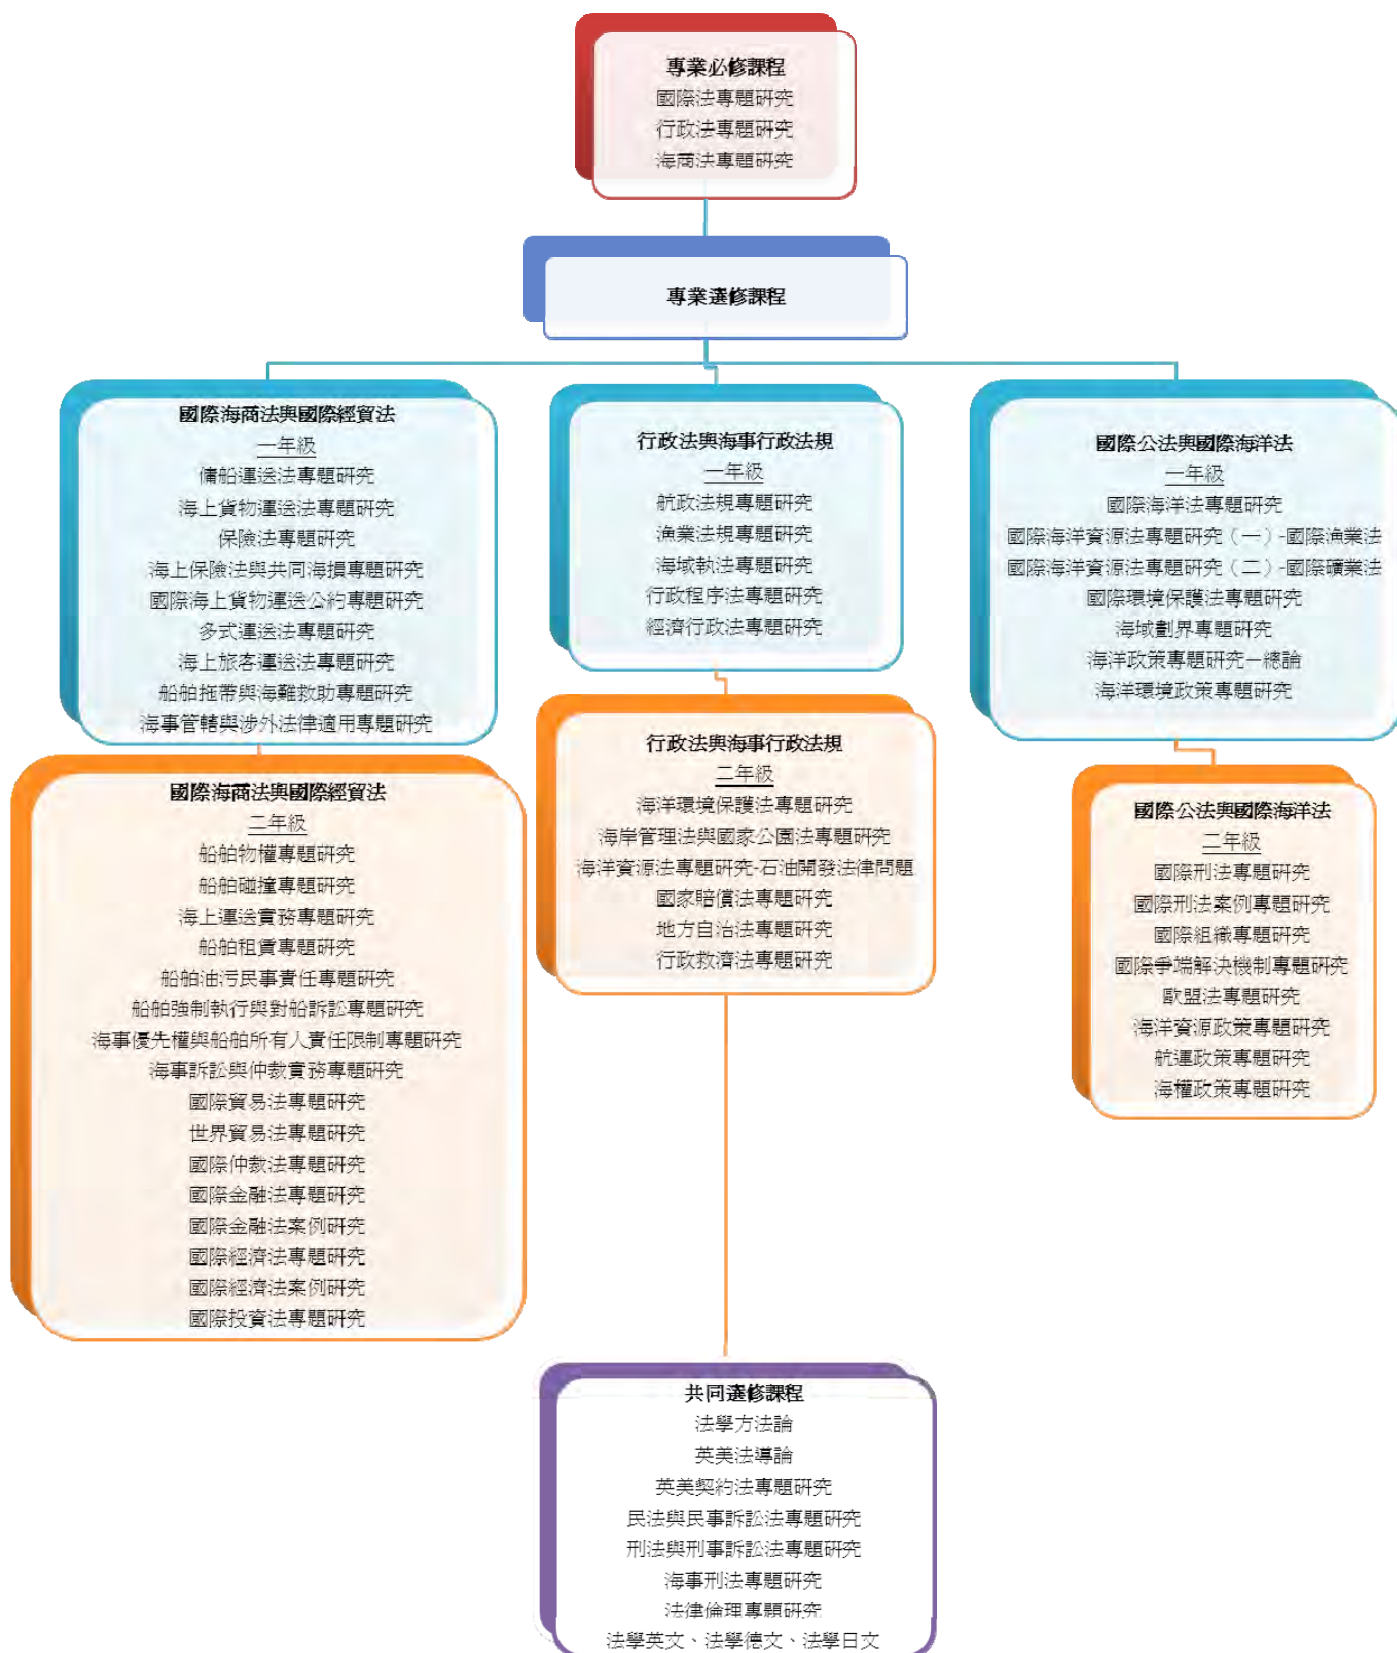 專業必修課程
國際法專題研究
行政法專題研究
海商法專題研究
專業選修課程
國際海商法與國際經貿法
一年級
傭船運送法專題研究
海上貨物運送法專題研究
保險法專題研究
海上保險法與共同海損專題研究
國際海上貨物運送公約專題研究
多式運送法專題研究
海上旅客運送法專題研究
船舶拖帶與海難救助專題研究
海事管轄與涉外法律適用專題研究
行政法與海事行政法規
一年級
航政法規專題研究
漁業法規專題研究
海域執法專題研究
行政程序法專題研究
經濟行政法專題研究
國際公法與國際海洋法
一年級
國際海洋法專題研究
國際海洋資源法專題研究（一）-國際漁業法
國際海洋資源法專題研究（二）-國際礦業法
國際環境保護法專題研究
海域劃界專題研究
海洋政策專題研究－總論
海洋環境政策專題研究
國際海商法與國際經貿法
二年級
船舶物權專題研究
船舶碰撞專題研究
海上運送實務專題研究
船舶租賃專題研究
船舶油污民事責任專題研究
船舶強制執行與對船訴訟專題研究
海事優先權與船舶所有人責任限制專題研究
海事訴訟與仲裁實務專題研究
國際貿易法專題研究
世界貿易法專題研究
國際仲裁法專題研究
國際金融法專題研究
國際金融法案例研究
國際經濟法專題研究
國際經濟法案例研究
國際投資法專題研究
行政法與海事行政法規
二年級
海洋環境保護法專題研究
海岸管理法與國家公園法專題研究
海洋資源法專題研究-石油開發法律問題
國家賠償法專題研究
地方自治法專題研究
行政救濟法專題研究
國際公法與國際海洋法
二年級
國際刑法專題研究
國際刑法案例專題研究
國際組織專題研究
國際爭端解決機制專題研究
歐盟法專題研究
海洋資源政策專題研究
航運政策專題研究
海權政策專題研究
共同選修課程
法學方法論
英美法導論
英美契約法專題研究
民法與民事訴訟法專題研究
刑法與刑事訴訟法專題研究
海事刑法專題研究
法律倫理專題研究
法學英文、法學德文、法學日文